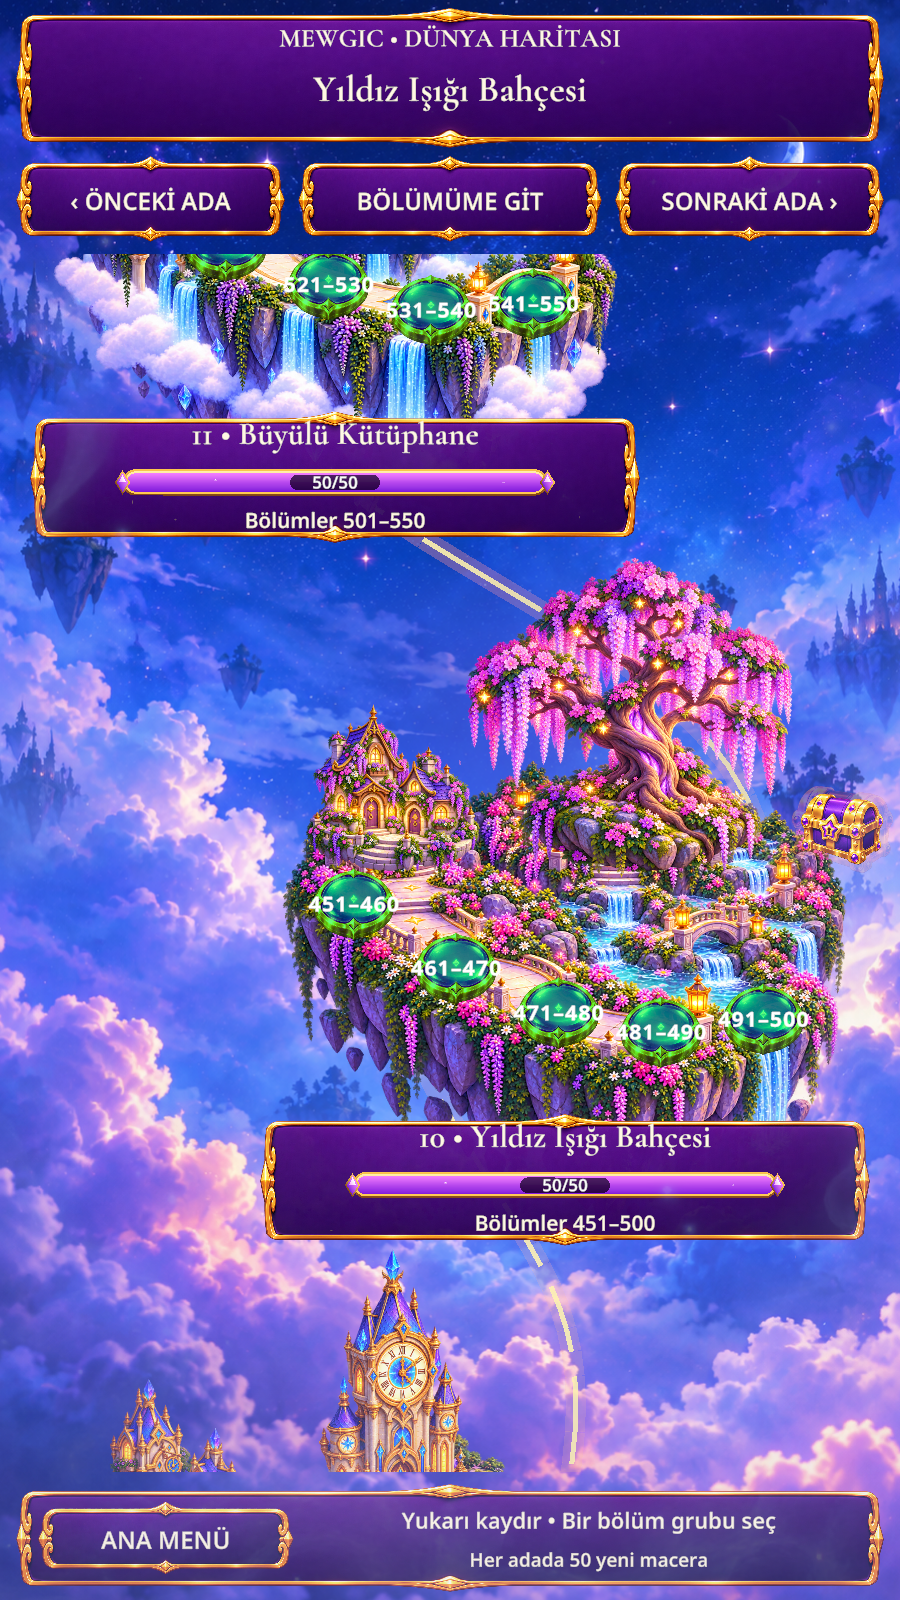 MEWGIC • DÜNYA HARİTASI
Yıldız Işığı Bahçesi
‹ ÖNCEKİ ADA
BÖLÜMÜME GİT
SONRAKİ ADA ›
521–530
531–540
541–550
11 • Büyülü Kütüphane
50/50
Bölümler 501–550
451–460
461–470
471–480
481–490
491–500
10 • Yıldız Işığı Bahçesi
50/50
Bölümler 451–500
ANA MENÜ
Yukarı kaydır • Bir bölüm grubu seç
Her adada 50 yeni macera